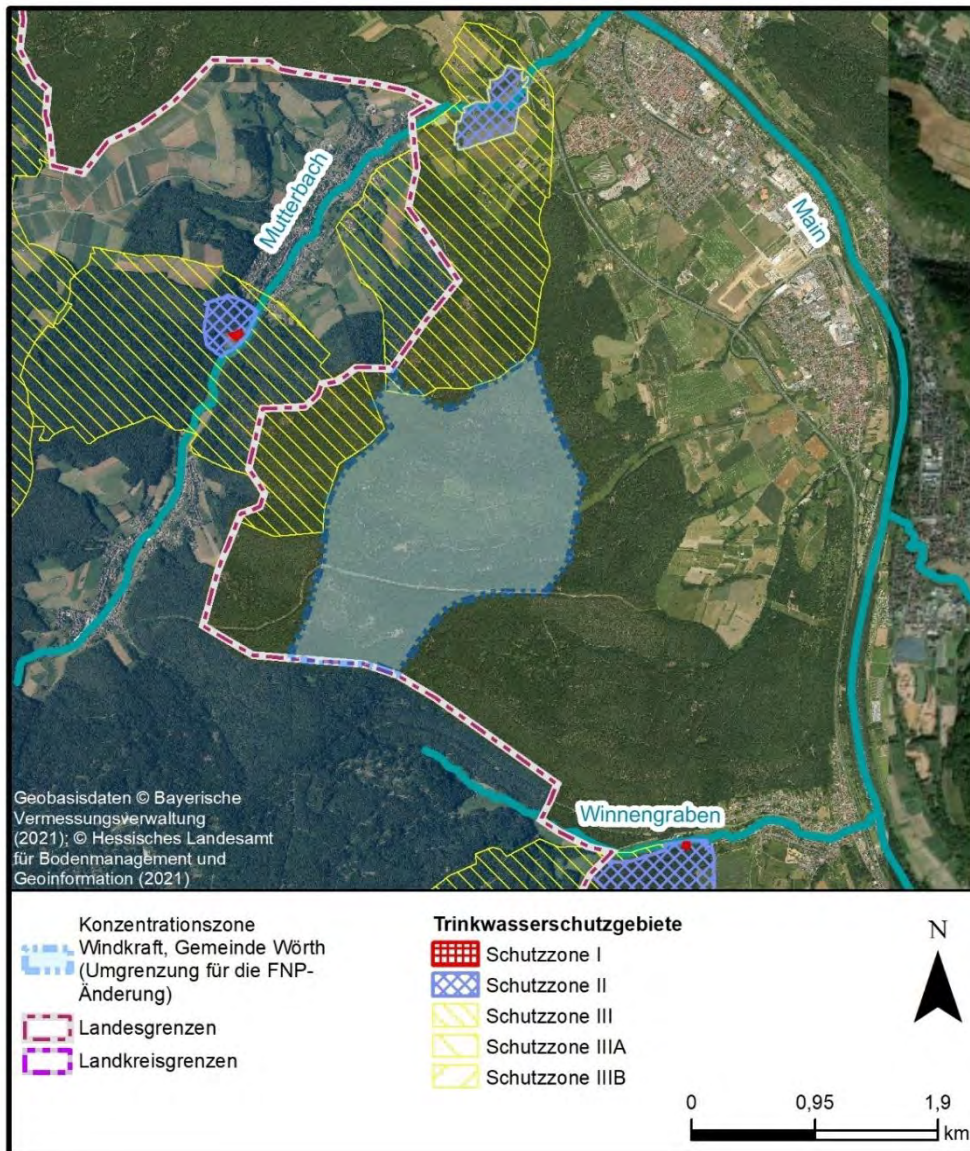 Mutterbach
Main
Winnengraben
Geobasisdaten © Bayerische
Vermessungsverwaltung
(2021); © Hessisches Landesamt
für Bodenmanagement und
Geoinformation (2021)
Konzentrationszone
Windkraft, Gemeinde Wörth
(Umgrenzung für die FNP-
Änderung)
Landesgrenzen
Landkreisgrenzen
Trinkwasserschutzgebiete
Schutzzone I
Schutzzone II
Schutzzone III
Schutzzone IIIA
Schutzzone IIIB
N
0 0,95 1,9
km